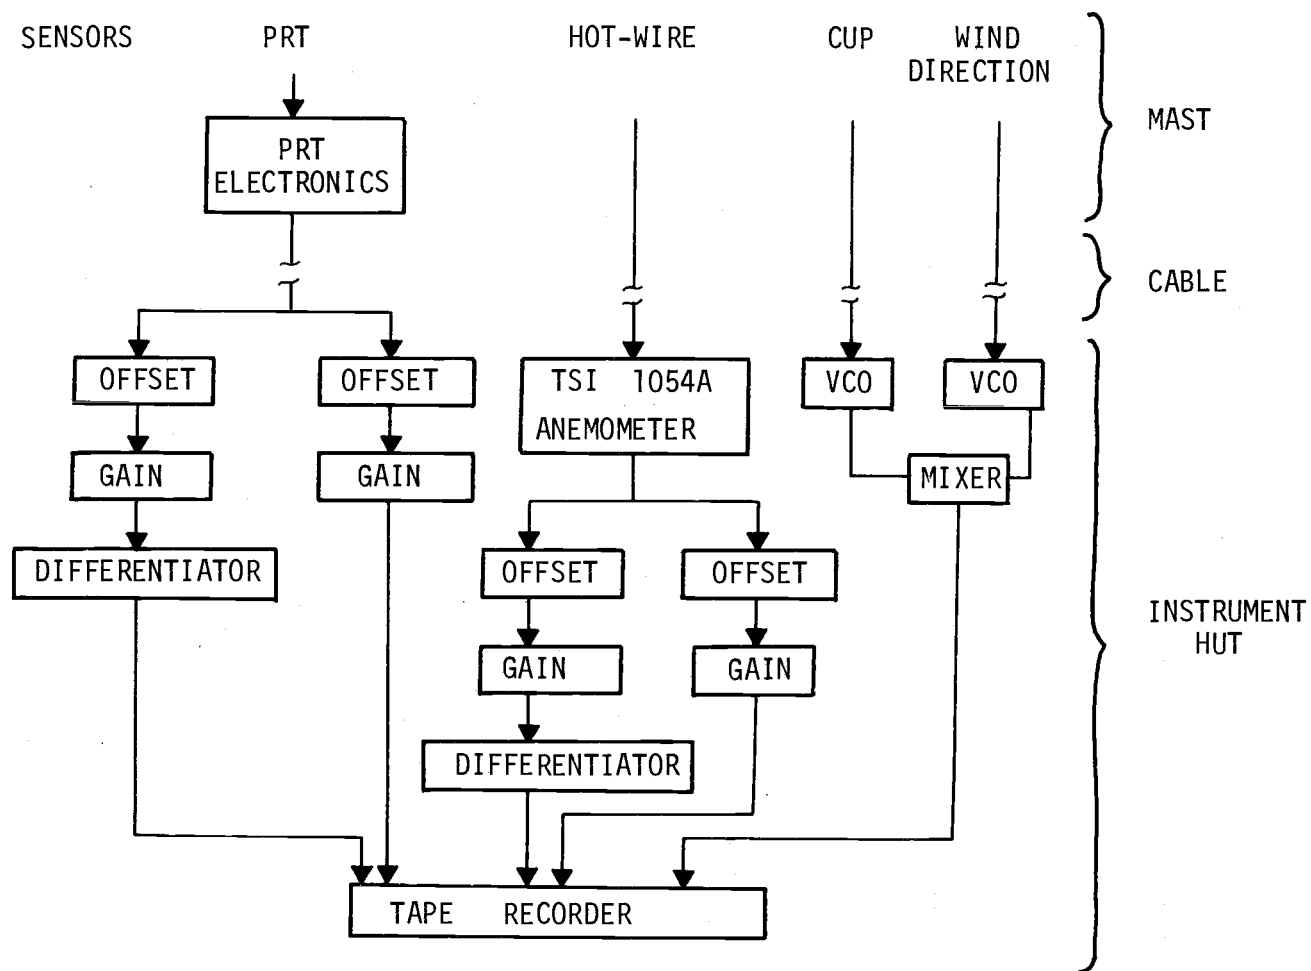 SENSORS PRT HOT-WIRE CUP WIND
DIRECTION
MAST
PRT
ELECTRONICS
CABLE
OFFSET OFFSET TSI 1054A VCO VCO
ANEMOMETER
GAIN GAIN MIXER
DIFFERENTIATOR OFFSET OFFSET
INSTRUMENT
HUT
GAIN GAIN
DIFFERENTIATOR
TAPE RECORDER